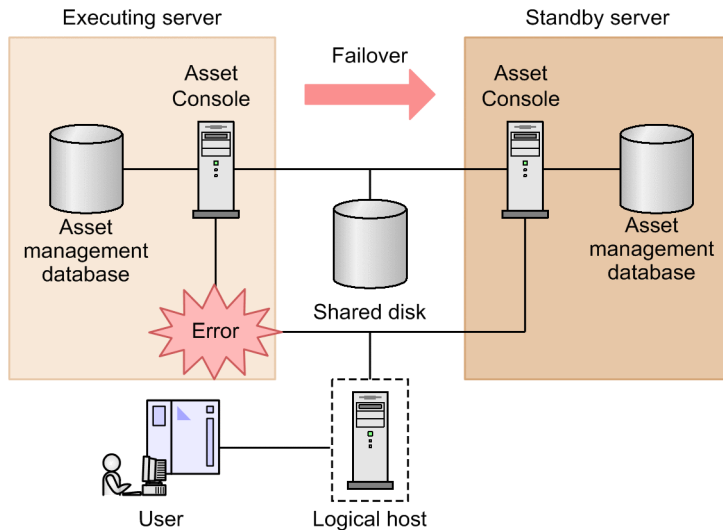 Executing server
Standby server
Failover
Asset
Console
Asset
Console
Asset
management
database
Asset
management
database
Shared disk
Error
User
Logical host